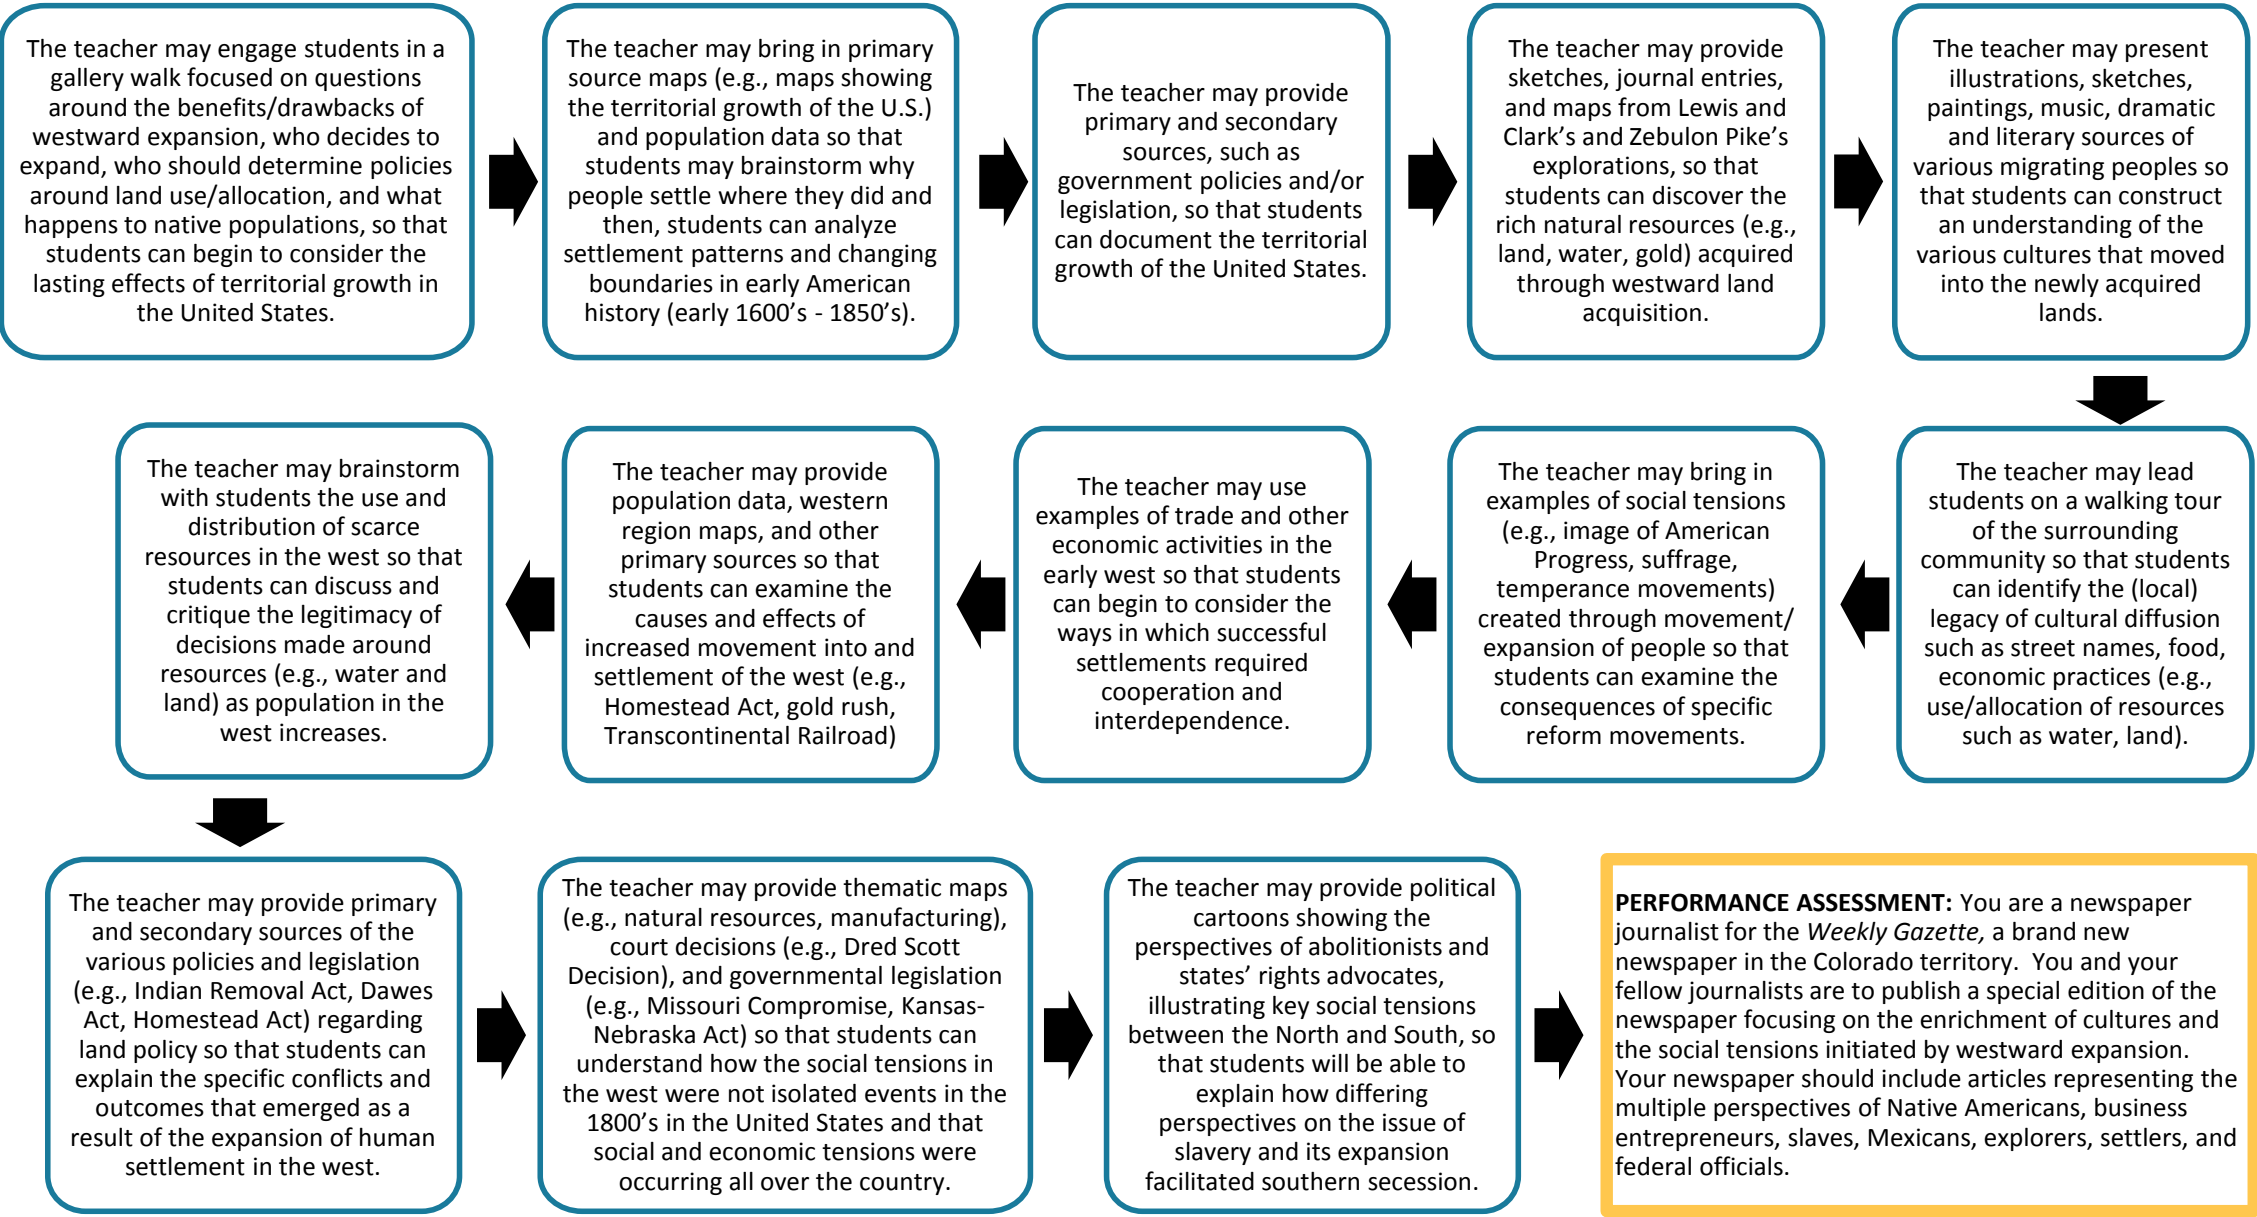 The teacher may engage students in a
gallery walk focused on questions
around the benefits/drawbacks of
westward expansion, who decides to
expand, who should determine policies
around land use/allocation, and what
happens to native populations, so that
students can begin to consider the
lasting effects of territorial growth in
the United States.
The teacher may bring in primary
source maps (e.g., maps showing
the territorial growth of the U.S.)
and population data so that
students may brainstorm why
people settle where they did and
then, students can analyze
settlement patterns and changing
boundaries in early American
history (early 1600's - 1850's).
The teacher may provide
primary and secondary
sources, such as
government policies and/or
legislation, so that students
can document the territorial
growth of the United States.
The teacher may provide
sketches, journal entries,
and maps from Lewis and
Clark's and Zebulon Pike's
explorations, so that
students can discover the
rich natural resources (e.g.,
land, water, gold) acquired
through westward land
acquisition.
The teacher may present
illustrations, sketches,
paintings, music, dramatic
and literary sources of
various migrating peoples so
that students can construct
an understanding of the
various cultures that moved
into the newly acquired
lands.
The teacher may lead
students on a walking tour
of the surrounding
community so that students
can identify the (local)
legacy of cultural diffusion
such as street names, food,
economic practices (e.g.,
use/allocation of resources
such as water, land).
The teacher may bring in
examples of social tensions
(e.g., image of American
Progress, suffrage,
temperance movements)
created through movement/
expansion of people so that
students can examine the
consequences of specific
reform movements.
The teacher may use
examples of trade and other
economic activities in the
early west so that students
can begin to consider the
ways in which successful
settlements required
cooperation and
interdependence.
The teacher may provide
population data, western
region maps, and other
primary sources so that
students can examine the
causes and effects of
increased movement into and
settlement of the west (e.g.,
Homestead Act, gold rush,
Transcontinental Railroad)
The teacher may brainstorm
with students the use and
distribution of scarce
resources in the west so that
students can discuss and
critique the legitimacy of
decisions made around
resources (e.g., water and
land) as population in the
west increases.
The teacher may provide primary
and secondary sources of the
various policies and legislation
(e.g., Indian Removal Act, Dawes
Act, Homestead Act) regarding
land policy so that students can
explain the specific conflicts and
outcomes that emerged as a
result of the expansion of human
settlement in the west.
The teacher may provide thematic maps
(e.g., natural resources, manufacturing),
court decisions (e.g., Dred Scott
Decision), and governmental legislation
(e.g., Missouri Compromise, Kansas-
Nebraska Act) so that students can
understand how the social tensions in
the west were not isolated events in the
1800's in the United States and that
social and economic tensions were
occurring all over the country.
The teacher may provide political
cartoons showing the
perspectives of abolitionists and
states' rights advocates,
illustrating key social tensions
between the North and South, so
that students will be able to
explain how differing
perspectives on the issue of
slavery and its expansion
facilitated southern secession.
PERFORMANCE ASSESSMENT: You are a newspaper
journalist for the Weekly Gazette, a brand new
newspaper in the Colorado territory.  You and your
fellow journalists are to publish a special edition of the
newspaper focusing on the enrichment of cultures and
the social tensions initiated by westward expansion.
Your newspaper should include articles representing the
multiple perspectives of Native Americans, business
entrepreneurs, slaves, Mexicans, explorers, settlers, and
federal officials.